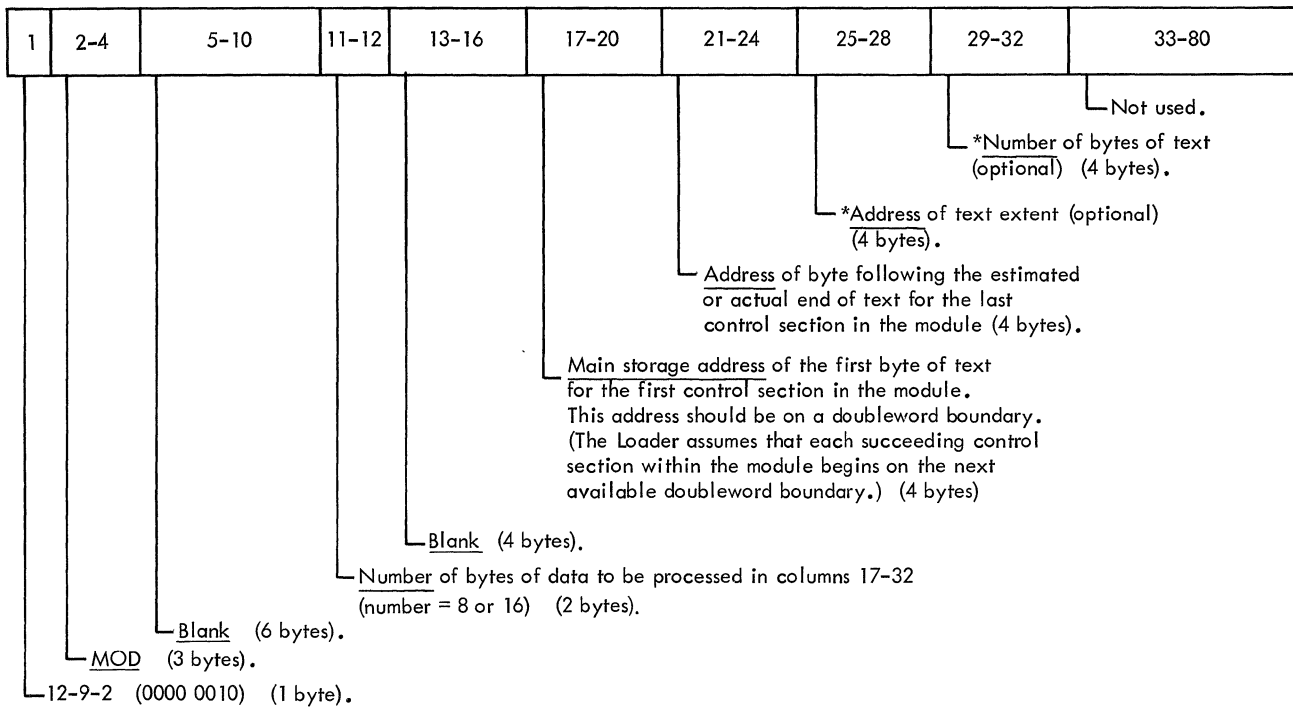 1 2-4 5-10 11-12 13-16 17-20 21-24 25-28 29-32 33-80
Not used.
*Number of bytes of text
(optional) (4 bytes).
*Address of text extent (optional)
(4 bytes).
Address of byte following the estimated
or actual end of text for the last
control section in the module (4 bytes).
Main storage address of the first byte of text
for the first control section in the module.
This address should be on a doubleword boundary.
(The Loader assumes that each succeeding control
section within the module begins on the next
available doubleword boundary.) (4 bytes)
Blank (4 bytes).
Number of bytes of data to be processed in columns 17-32
(number = 8 or 16) (2 bytes).
Blank (6 bytes).
MOD (3 bytes).
12-9-2 (0000 0010) (1 byte).